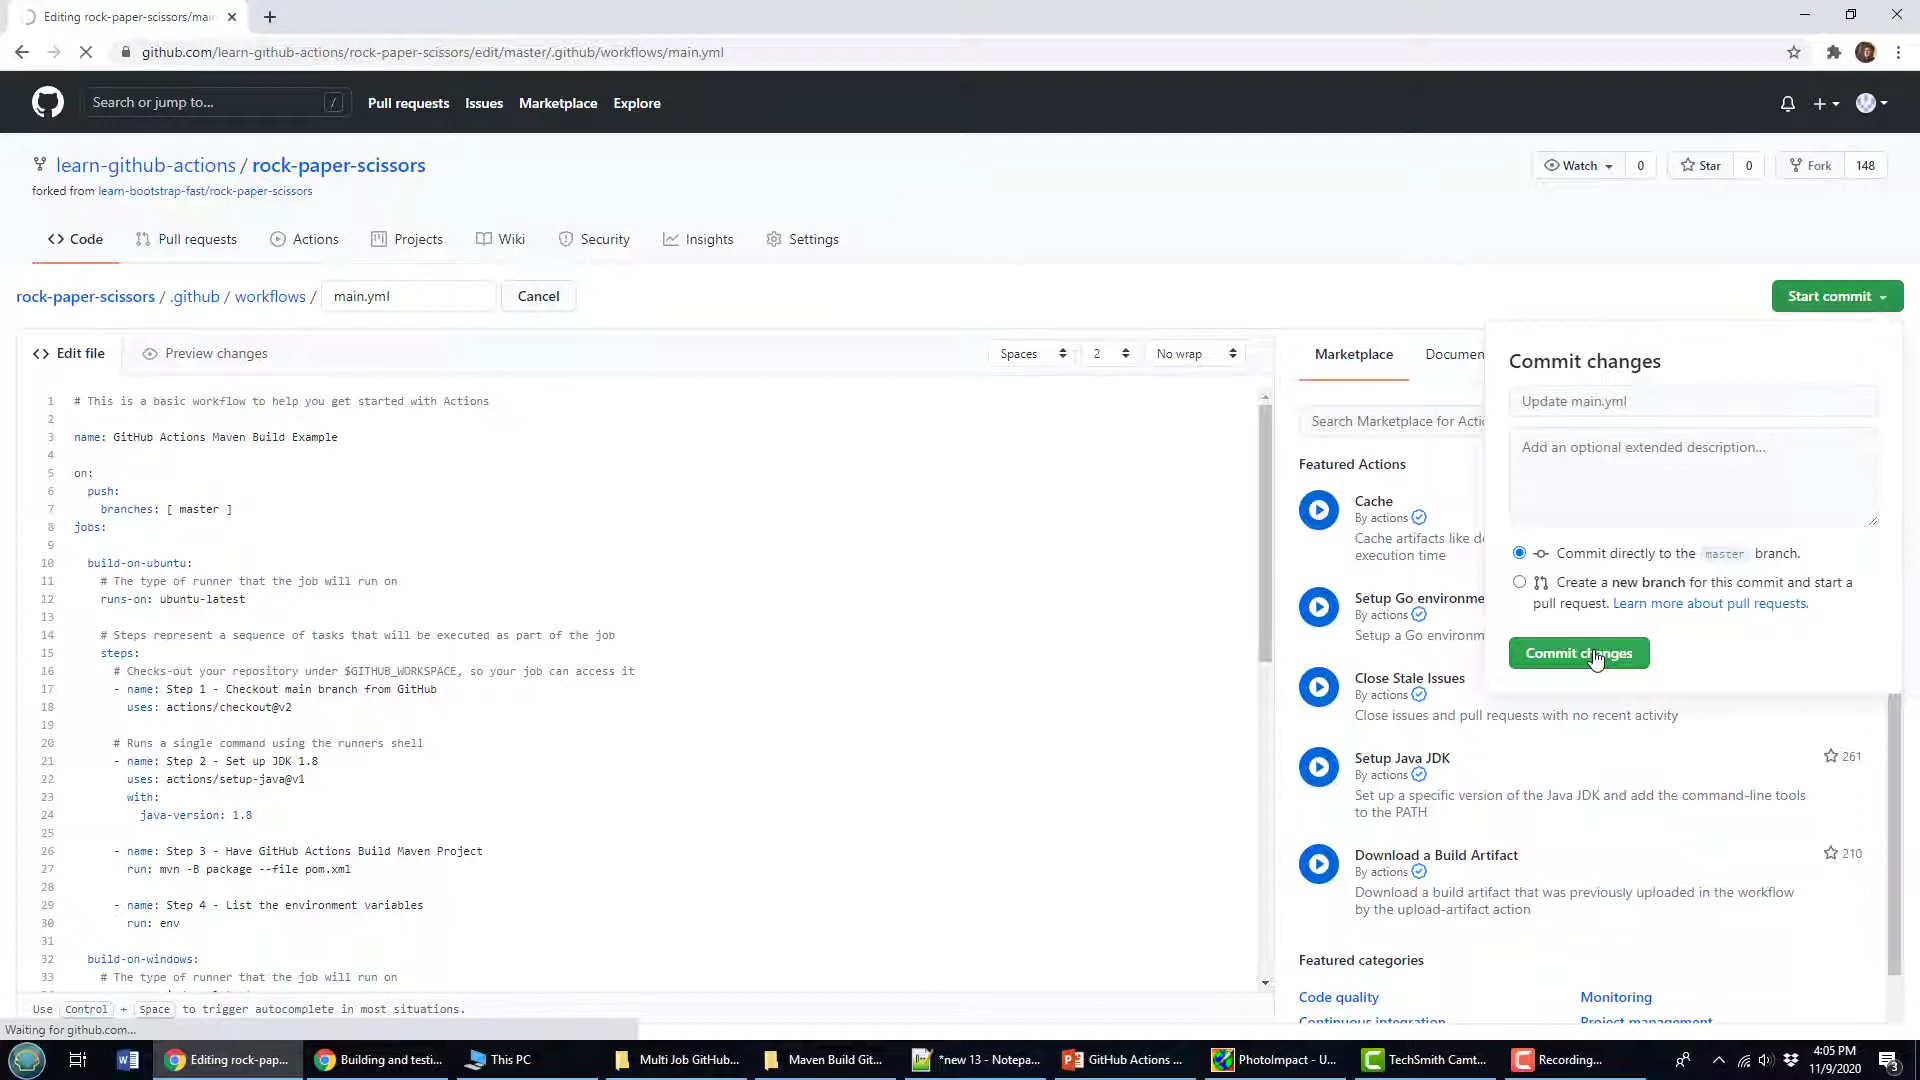 Editing rock-paper-scissors/mai
github.com/learn-github-actions/rock-paper-scissors/edit/master/.github/workflows/main.yml
Search or jump to...
/
Pull requests
Issues
Marketplace
Explore
learn-github-actions / rock-paper-scissors
forked from learn-bootstrap-fast/rock-paper-scissors
Watch
0
Star
0
Fork
148
Code
Pull requests
Actions
Projects
Wiki
Security
Insights
Settings
rock-paper-scissors / .github / workflows / main.yml
Cancel
Start commit
<> Edit file
Preview changes
Spaces
2
No wrap
1 # This is a basic workflow to help you get started with Actions
2
3 name: GitHub Actions Maven Build Example
4
5 on:
6 push:
7 branches: [ master ]
8 jobs:
9
10 build-on-ubuntu:
11 # The type of runner that the job will run on
12 runs-on: ubuntu-latest
13
14 # Steps represent a sequence of tasks that will be executed as part of the job
15 steps:
16 # Checks-out your repository under $GITHUB_WORKSPACE, so your job can access it
17 - name: Step 1 - Checkout main branch from GitHub
18 uses: actions/checkout@v2
19
20 # Runs a single command using the runners shell
21 - name: Step 2 - Set up JDK 1.8
22 uses: actions/setup-java@v1
23 with:
24 java-version: 1.8
25
26 - name: Step 3 - Have GitHub Actions Build Maven Project
27 run: mvn -B package --file pom.xml
28
29 - name: Step 4 - List the environment variables
30 run: env
31
32 build-on-windows:
33 # The type of runner that the job will run on
Use Control + Space to trigger autocomplete in most situations.
Waiting for github.com...
Marketplace
Documen
Search Marketplace for Actio
Featured Actions
Cache
By actions
Cache artifacts like de
execution time
Setup Go environme
By actions
Setup a Go environm
Close Stale Issues
By actions
Close issues and pull requests with no recent activity
Setup Java JDK
261
By actions
Set up a specific version of the Java JDK and add the command-line tools
to the PATH
Download a Build Artifact
210
By actions
Download a build artifact that was previously uploaded in the workflow
by the upload-artifact action
Featured categories
Code quality
Monitoring
Continuous integration
Project management
Commit changes
Update main.yml
Add an optional extended description...
Commit directly to the master branch.
Create a new branch for this commit and start a
pull request. Learn more about pull requests.
Commit changes
Editing rock-pap...
Building and testi...
This PC
Multi Job GitHub...
Maven Build Git...
*new 13 - Notepa...
GitHub Actions ...
PhotoImpact - U...
TechSmith Camt...
Recording...
4:05 PM
11/9/2020
3